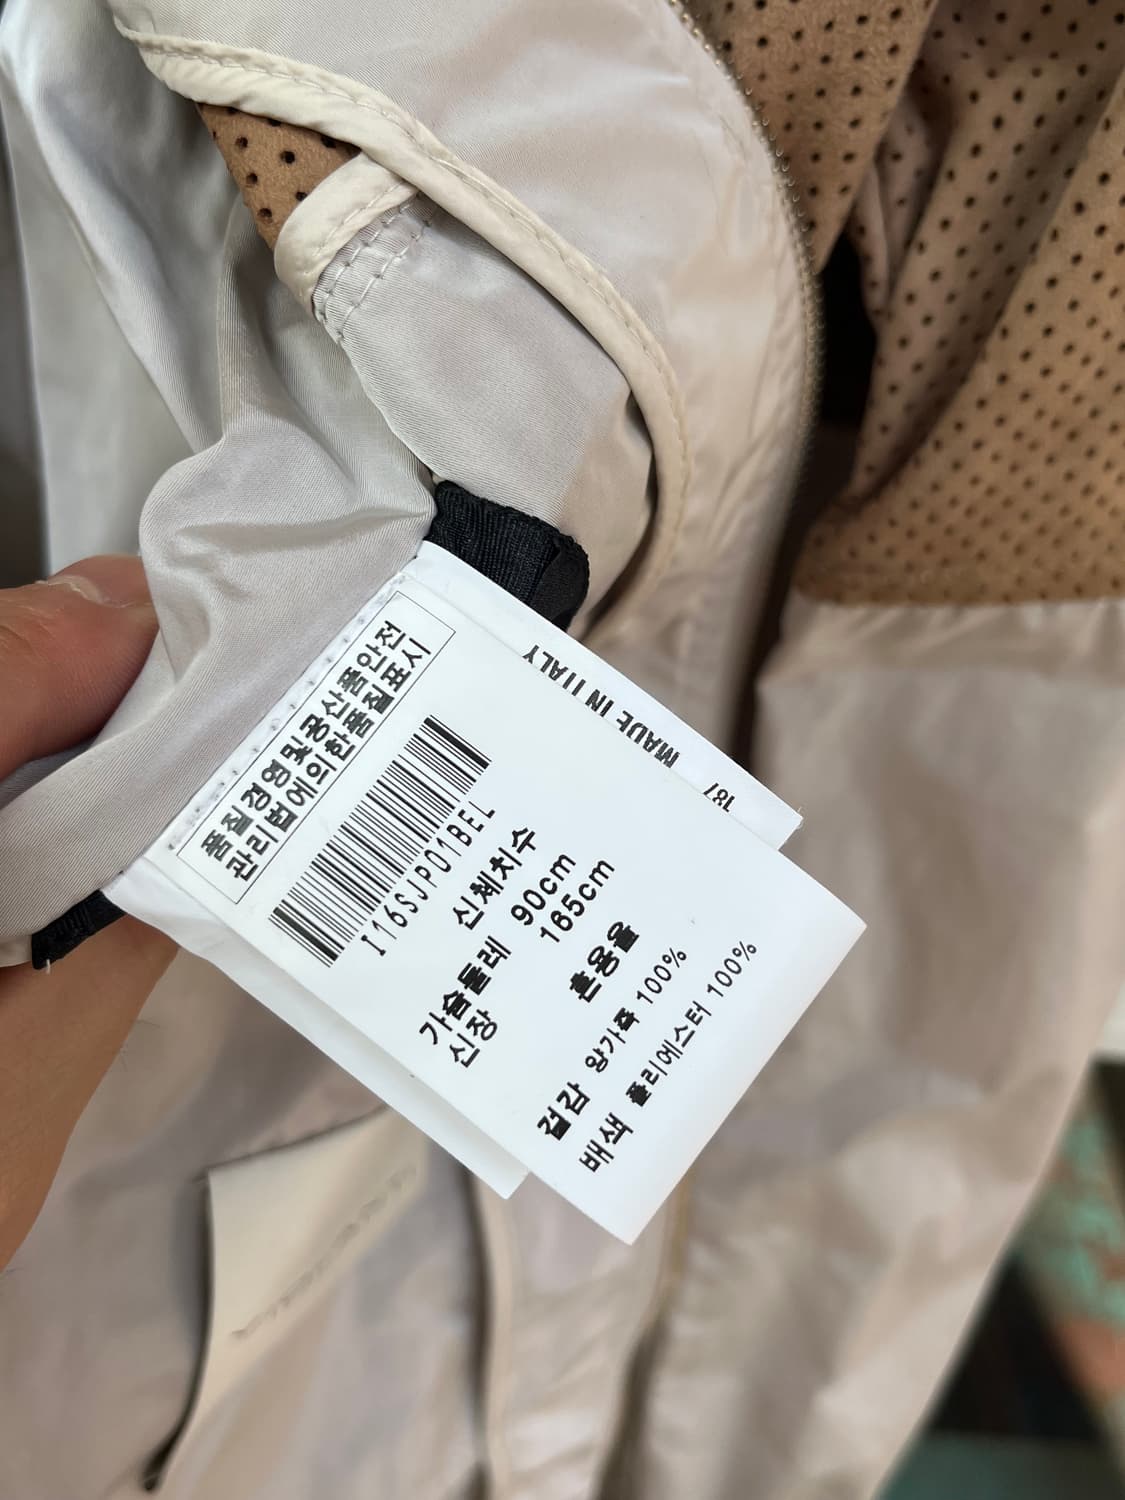 품질경영및공산품안전
관리법에의한품질표시
I16SJP01BEL
신체치수
가슴둘레 90cm
신장 165cm
혼용율
겉감 양가죽 100%
배색 폴리에스터 100%
MADE IN ITALY
187